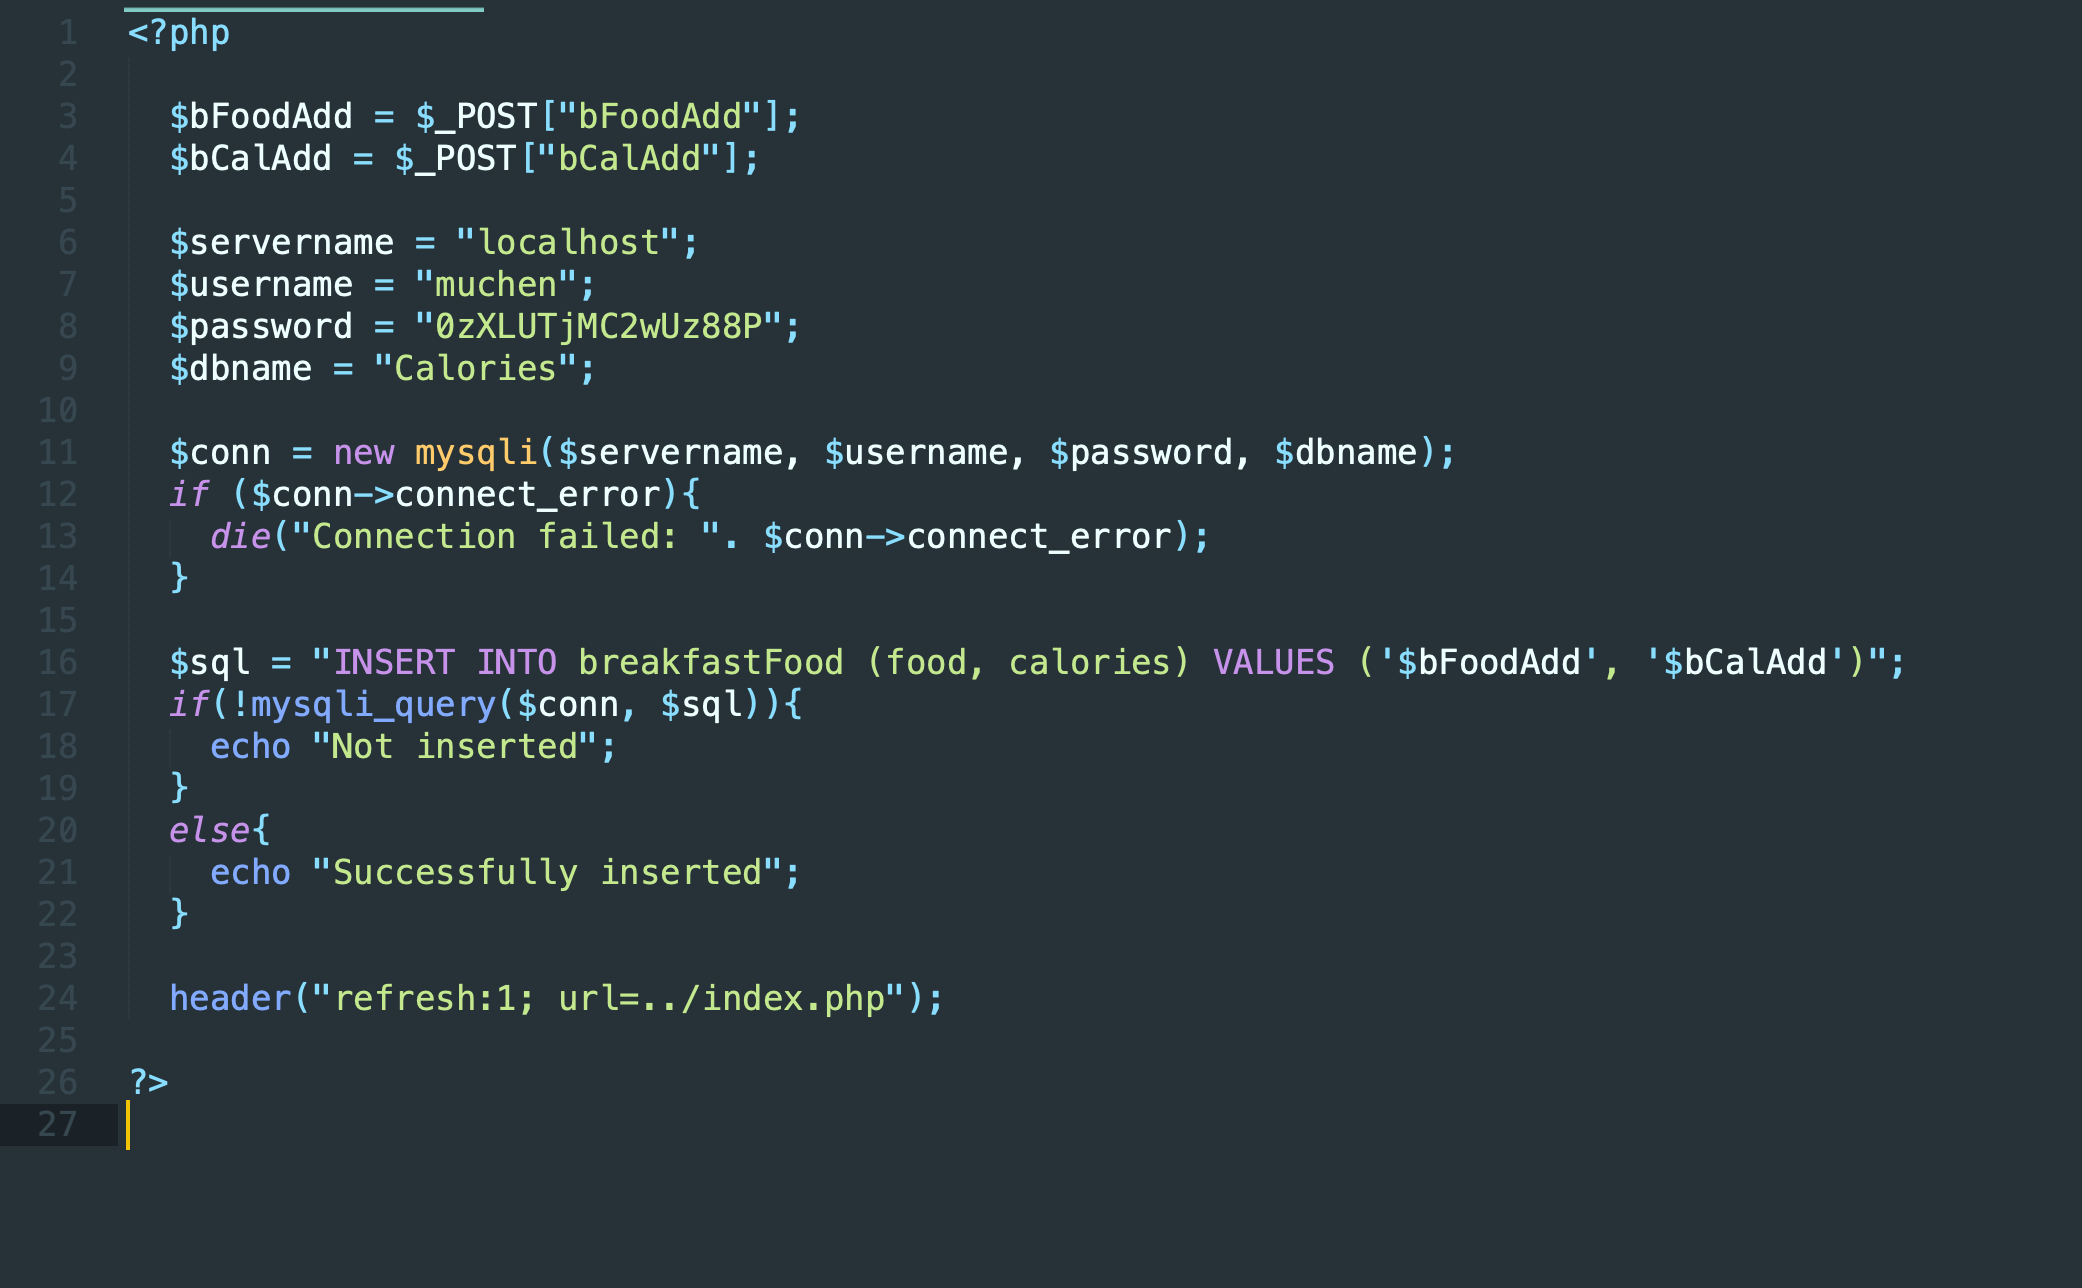 1 <?php
2
3 $bFoodAdd = $_POST["bFoodAdd"];
4 $bCalAdd = $_POST["bCalAdd"];
5
6 $servername = "localhost";
7 $username = "muchen";
8 $password = "0zXLUTjMC2wUz88P";
9 $dbname = "Calories";
10
11 $conn = new mysqli($servername, $username, $password, $dbname);
12 if ($conn->connect_error){
13 die("Connection failed: ". $conn->connect_error);
14 }
15
16 $sql = "INSERT INTO breakfastFood (food, calories) VALUES ('$bFoodAdd', '$bCalAdd')";
17 if(!mysqli_query($conn, $sql)){
18 echo "Not inserted";
19 }
20 else{
21 echo "Successfully inserted";
22 }
23
24 header("refresh:1; url=../index.php");
25
26 ?>
27